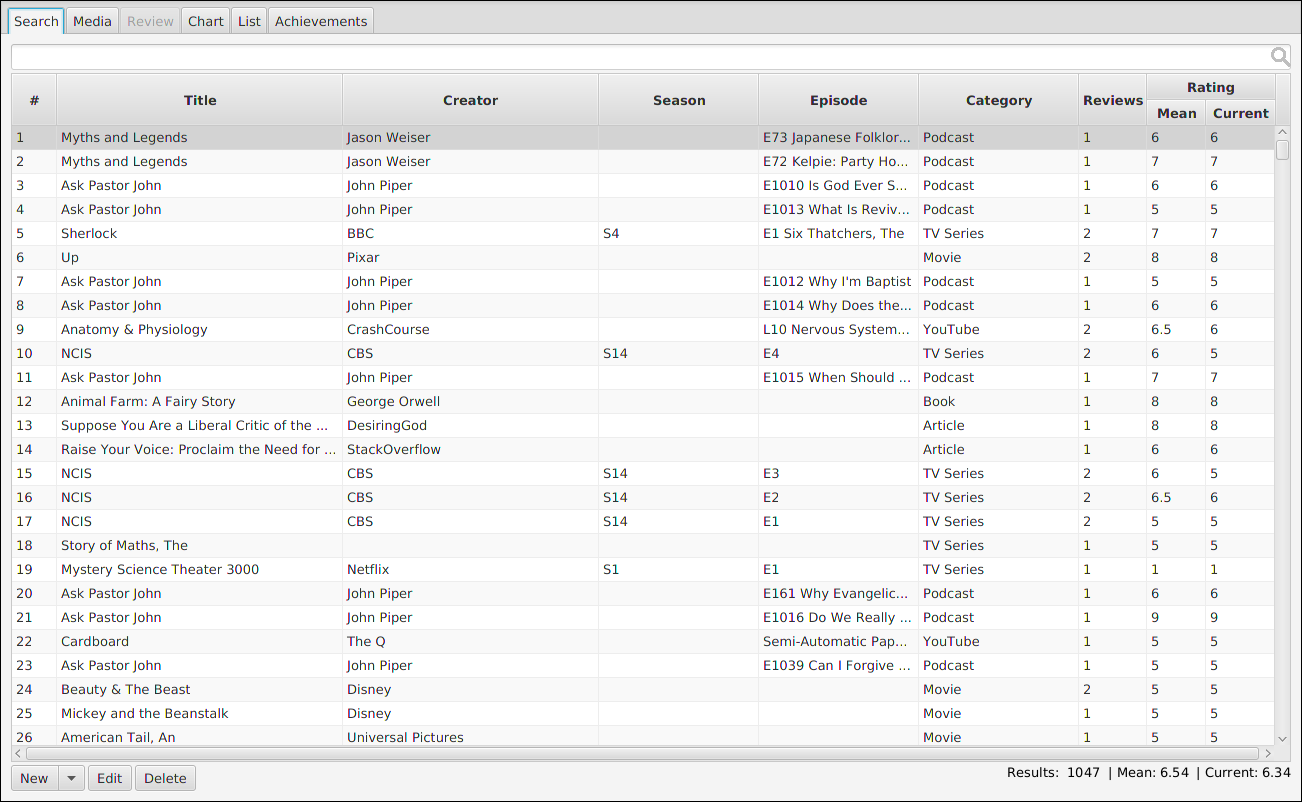 Search Media Review Chart List Achievements
# Title Creator Season Episode Category Reviews Rating
Mean Current
1 Myths and Legends Jason Weiser E73 Japanese Folklor... Podcast 1 6 6
2 Myths and Legends Jason Weiser E72 Kelpie: Party Ho... Podcast 1 7 7
3 Ask Pastor John John Piper E1010 Is God Ever S... Podcast 1 6 6
4 Ask Pastor John John Piper E1013 What Is Reviv... Podcast 1 5 5
5 Sherlock BBC S4 E1 Six Thatchers, The TV Series 2 7 7
6 Up Pixar Movie 2 8 8
7 Ask Pastor John John Piper E1012 Why I'm Baptist Podcast 1 5 5
8 Ask Pastor John John Piper E1014 Why Does the... Podcast 1 6 6
9 Anatomy & Physiology CrashCourse L10 Nervous System... YouTube 2 6.5 6
10 NCIS CBS S14 E4 TV Series 2 6 5
11 Ask Pastor John John Piper E1015 When Should ... Podcast 1 7 7
12 Animal Farm: A Fairy Story George Orwell Book 1 8 8
13 Suppose You Are a Liberal Critic of the ... DesiringGod Article 1 8 8
14 Raise Your Voice: Proclaim the Need for ... StackOverflow Article 1 6 6
15 NCIS CBS S14 E3 TV Series 2 6 5
16 NCIS CBS S14 E2 TV Series 2 6.5 6
17 NCIS CBS S14 E1 TV Series 2 5 5
18 Story of Maths, The TV Series 1 5 5
19 Mystery Science Theater 3000 Netflix S1 E1 TV Series 1 1 1
20 Ask Pastor John John Piper E161 Why Evangelic... Podcast 1 6 6
21 Ask Pastor John John Piper E1016 Do We Really ... Podcast 1 9 9
22 Cardboard The Q Semi-Automatic Pap... YouTube 1 5 5
23 Ask Pastor John John Piper E1039 Can I Forgive ... Podcast 1 5 5
24 Beauty & The Beast Disney Movie 2 5 5
25 Mickey and the Beanstalk Disney Movie 1 5 5
26 American Tail, An Universal Pictures Movie 1 5 5
New Edit Delete Results: 1047 | Mean: 6.54 | Current: 6.34